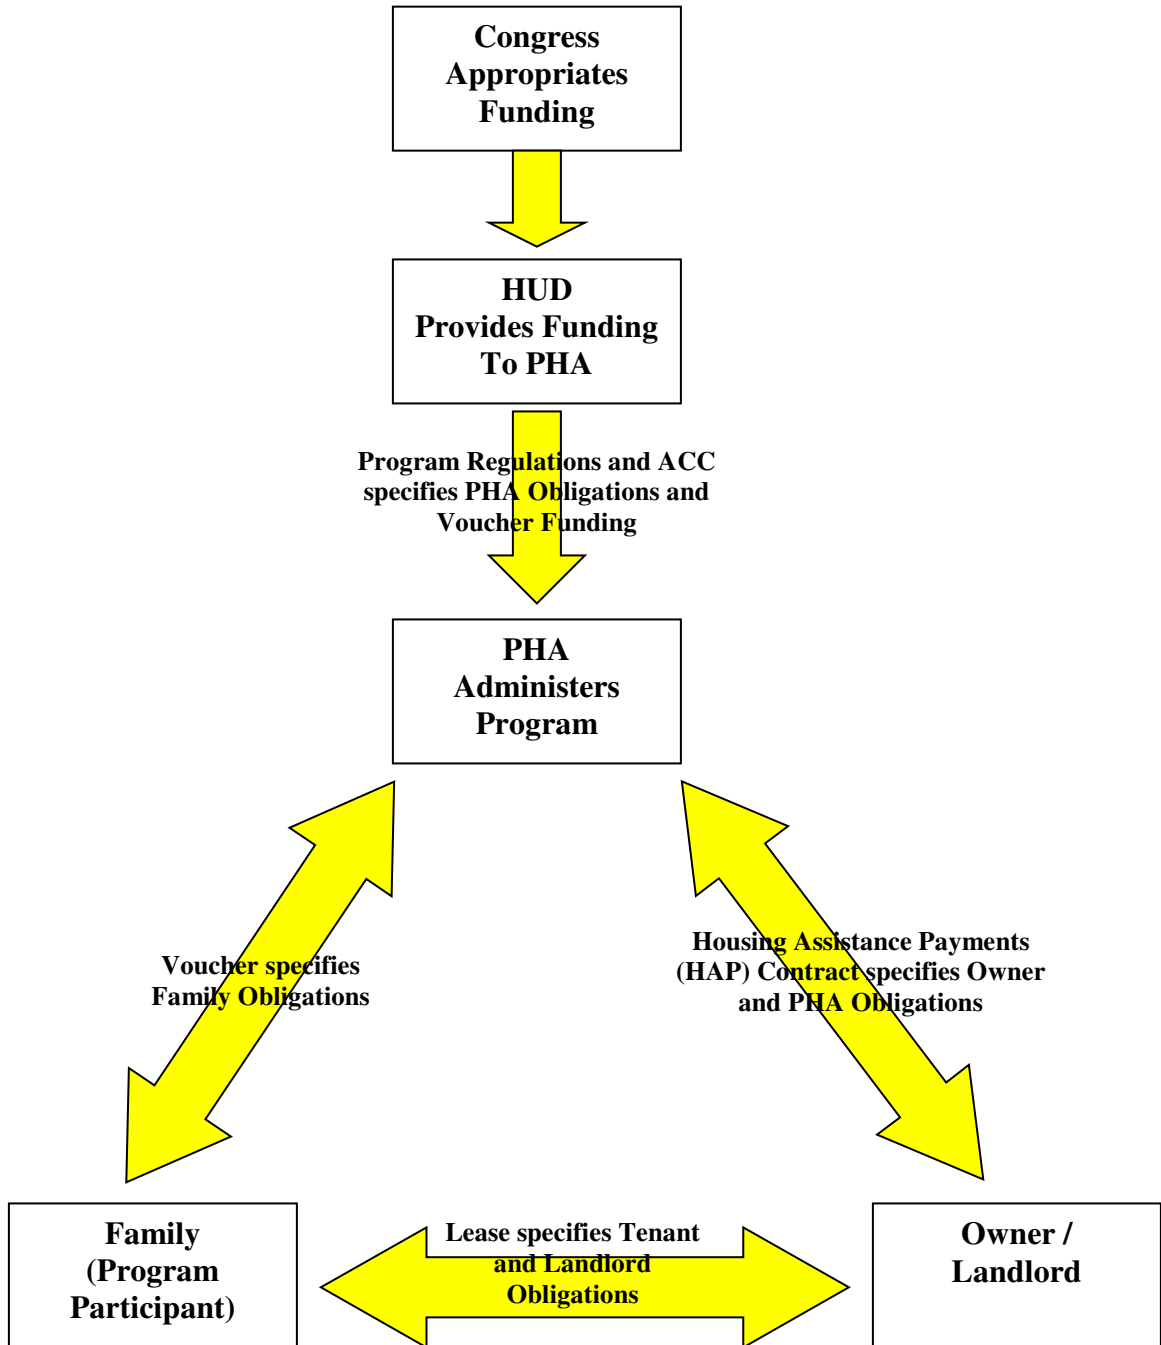 Congress
Appropriates
Funding
HUD
Provides Funding
To PHA
Program Regulations and ACC
specifies PHA Obligations and
Voucher Funding
PHA
Administers
Program
Voucher specifies
Family Obligations
Housing Assistance Payments
(HAP) Contract specifies Owner
and PHA Obligations
Family
(Program
Participant)
Lease specifies Tenant
and Landlord
Obligations
Owner /
Landlord